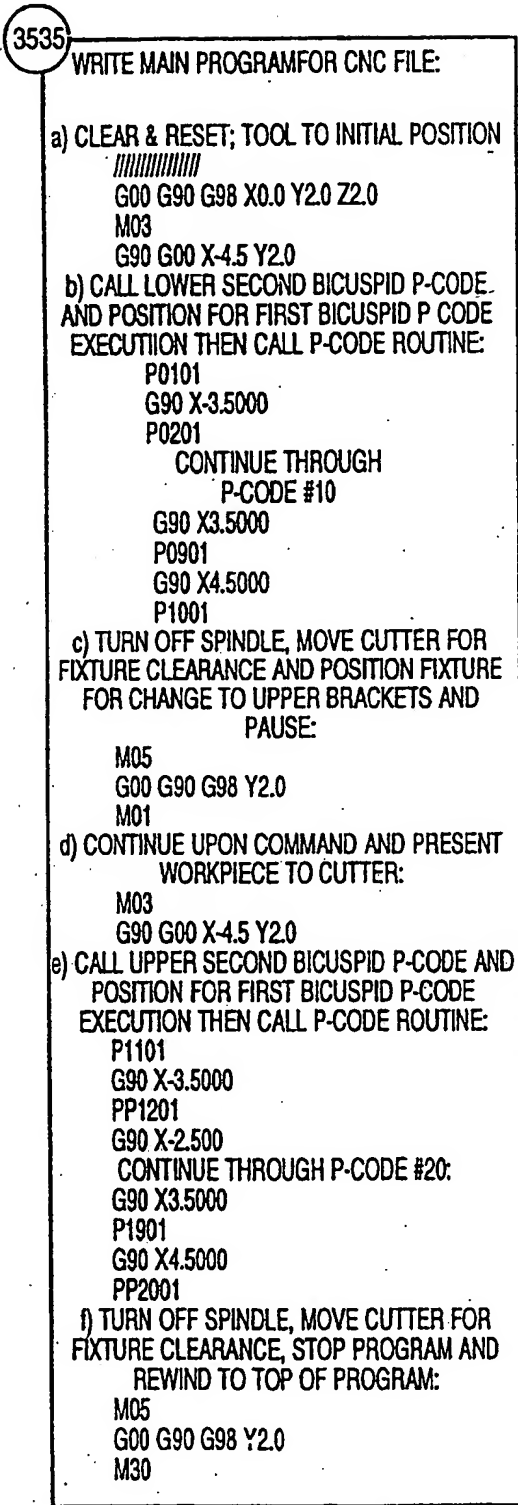 3535
WRITE MAIN PROGRAMFOR CNC FILE:
a) CLEAR & RESET; TOOL TO INITIAL POSITION
////////////////
G00 G90 G98 X0.0 Y2.0 Z2.0
M03
G90 G00 X-4.5 Y2.0
b) CALL LOWER SECOND BICUSPID P-CODE
AND POSITION FOR FIRST BICUSPID P CODE
EXECUTIION THEN CALL P-CODE ROUTINE:
P0101
G90 X-3.5000
P0201
CONTINUE THROUGH
P-CODE #10
G90 X3.5000
P0901
G90 X4.5000
P1001
c) TURN OFF SPINDLE, MOVE CUTTER FOR
FIXTURE CLEARANCE AND POSITION FIXTURE
FOR CHANGE TO UPPER BRACKETS AND
PAUSE:
M05
G00 G90 G98 Y2.0
M01
d) CONTINUE UPON COMMAND AND PRESENT
WORKPIECE TO CUTTER:
M03
G90 G00 X-4.5 Y2.0
e) CALL UPPER SECOND BICUSPID P-CODE AND
POSITION FOR FIRST BICUSPID P-CODE
EXECUTION THEN CALL P-CODE ROUTINE:
P1101
G90 X-3.5000
PP1201
G90 X-2.500
CONTINUE THROUGH P-CODE #20:
G90 X3.5000
P1901
G90 X4.5000
PP2001
f) TURN OFF SPINDLE, MOVE CUTTER FOR
FIXTURE CLEARANCE, STOP PROGRAM AND
REWIND TO TOP OF PROGRAM:
M05
G00 G90 G98 Y2.0
M30